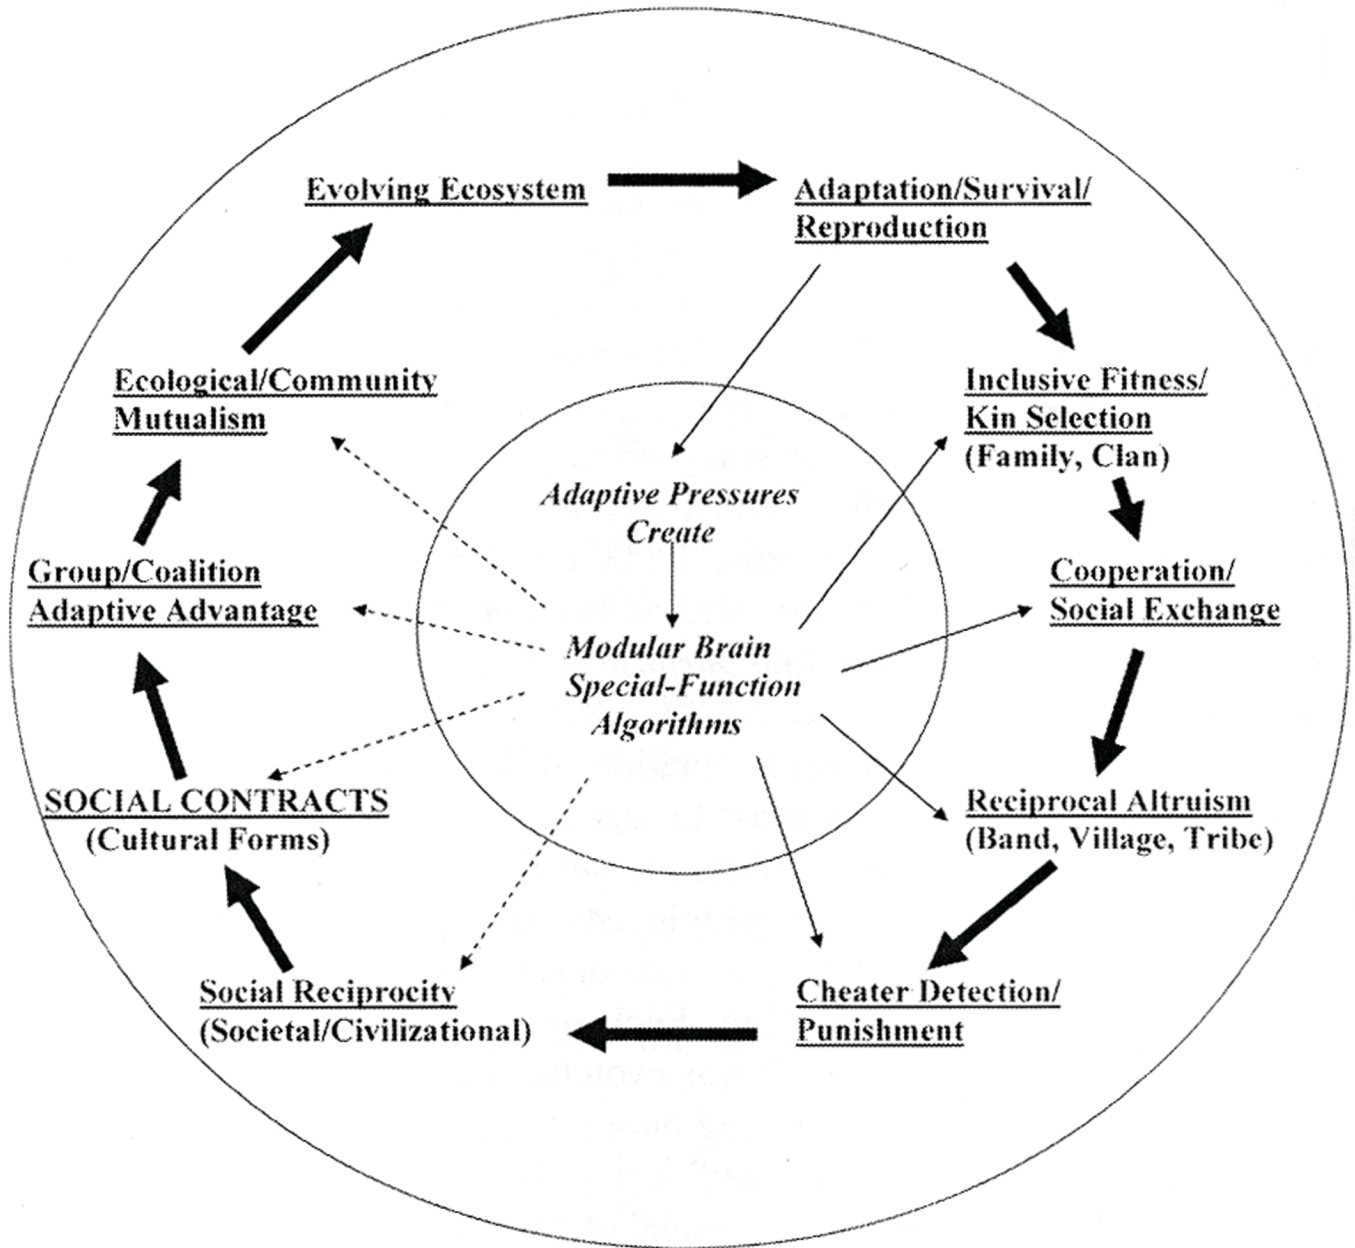 Evolving Ecosystem
Adaptation/Survival/
Reproduction
Inclusive Fitness/
Kin Selection
(Family, Clan)
Cooperation/
Social Exchange
Reciprocal Altruism
(Band, Village, Tribe)
Cheater Detection/
Punishment
Social Reciprocity
(Societal/Civilizational)
SOCIAL CONTRACTS
(Cultural Forms)
Group/Coalition
Adaptive Advantage
Ecological/Community
Mutualism
Adaptive Pressures
Create
Modular Brain
Special-Function
Algorithms